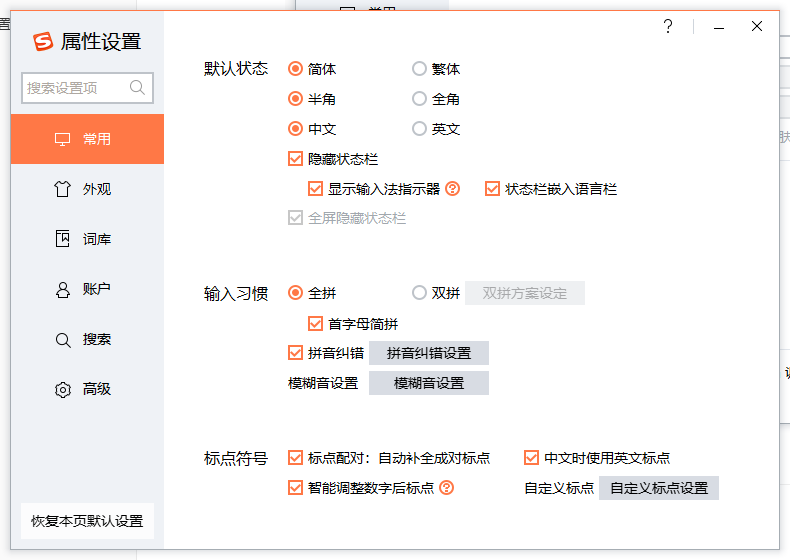 常用
属性设置
?
搜索设置项
常用
外观
词库
账户
搜索
高级
恢复本页默认设置
默认状态 简体 繁体
半角 全角
中文 英文
隐藏状态栏
显示输入法指示器 ? 状态栏嵌入语言栏
全屏隐藏状态栏
输入习惯 全拼 双拼 双拼方案设定
首字母简拼
拼音纠错 拼音纠错设置
模糊音设置 模糊音设置
标点符号 标点配对：自动补全成对标点 中文时使用英文标点
智能调整数字后标点 ? 自定义标点 自定义标点设置